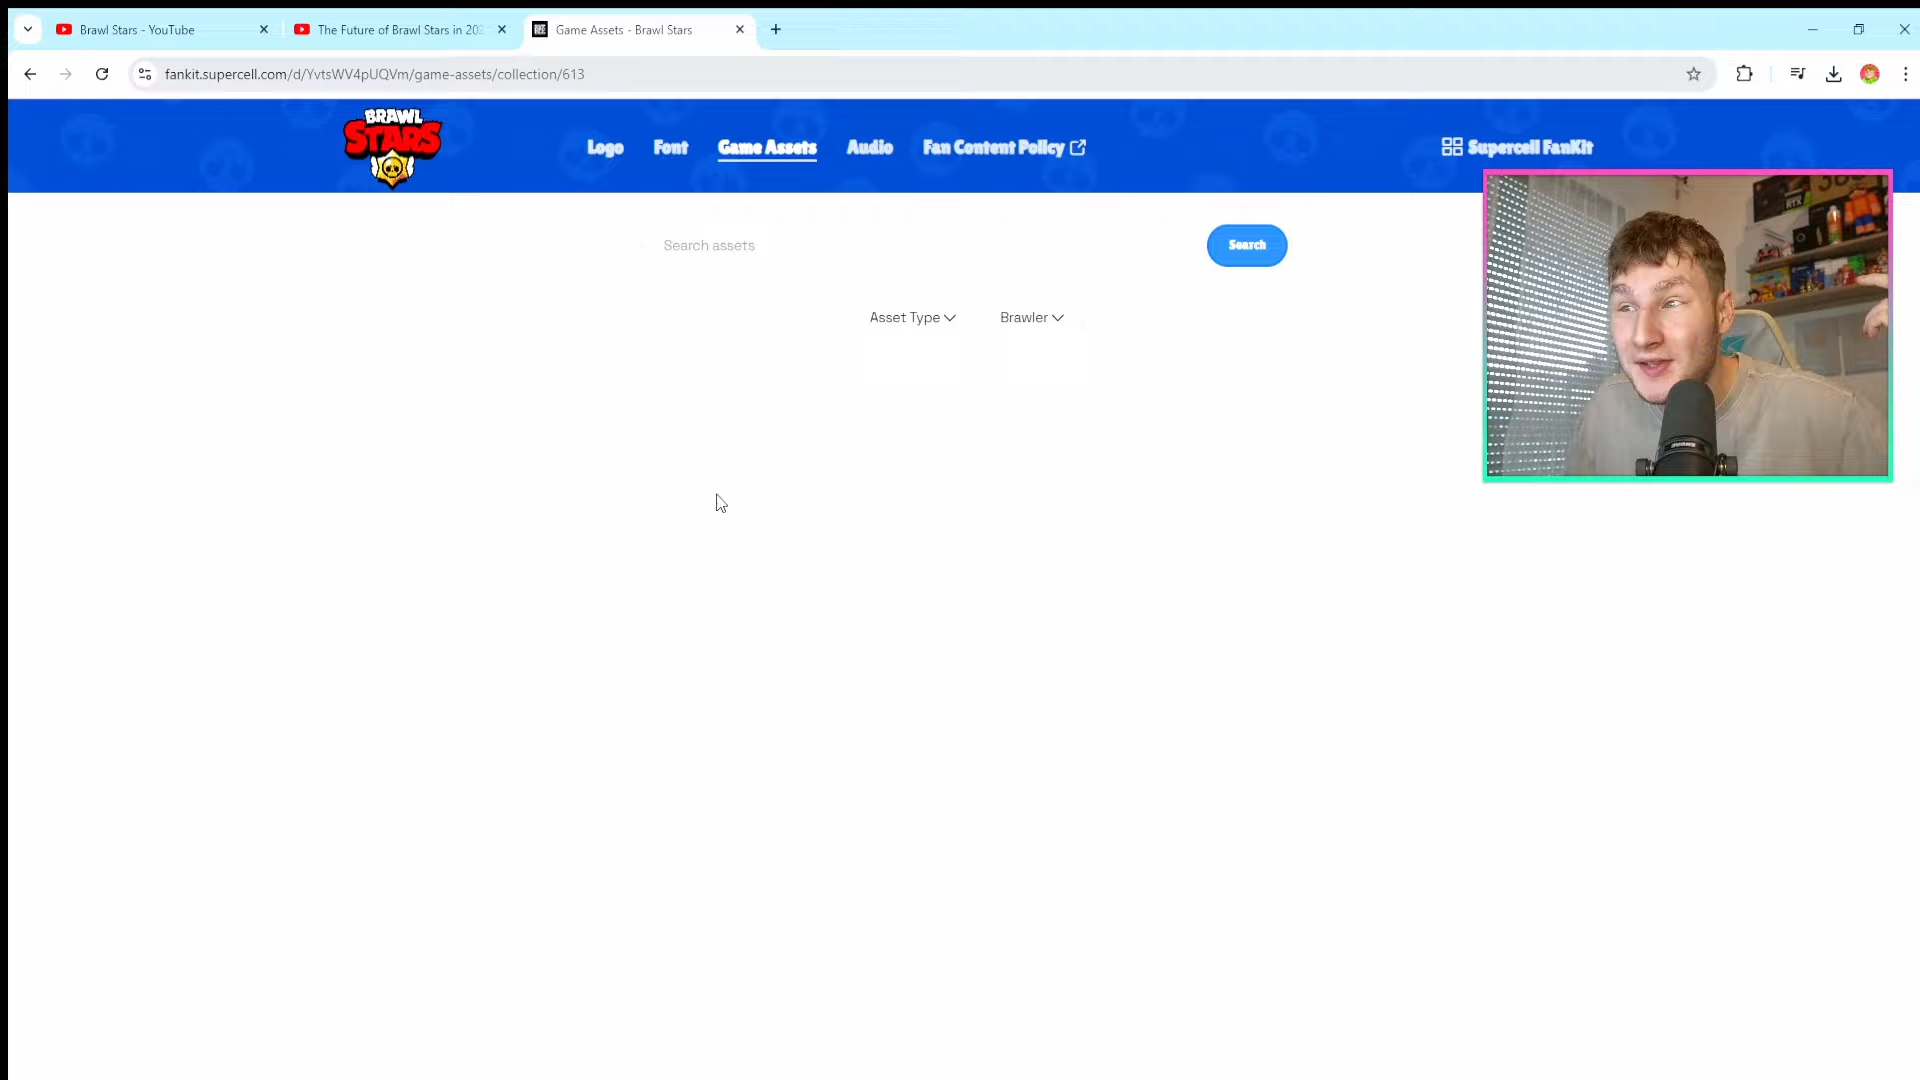 Brawl Stars - YouTube
The Future of Brawl Stars in 202
Game Assets - Brawl Stars
fankit.supercell.com/d/YvtsWV4pUQVm/game-assets/collection/613
BRAWL
STARS
Logo
Font
Game Assets
Audio
Fan Content Policy
Supercell FanKit
Search assets
Search
Asset Type
Brawler
RTX
SHURE